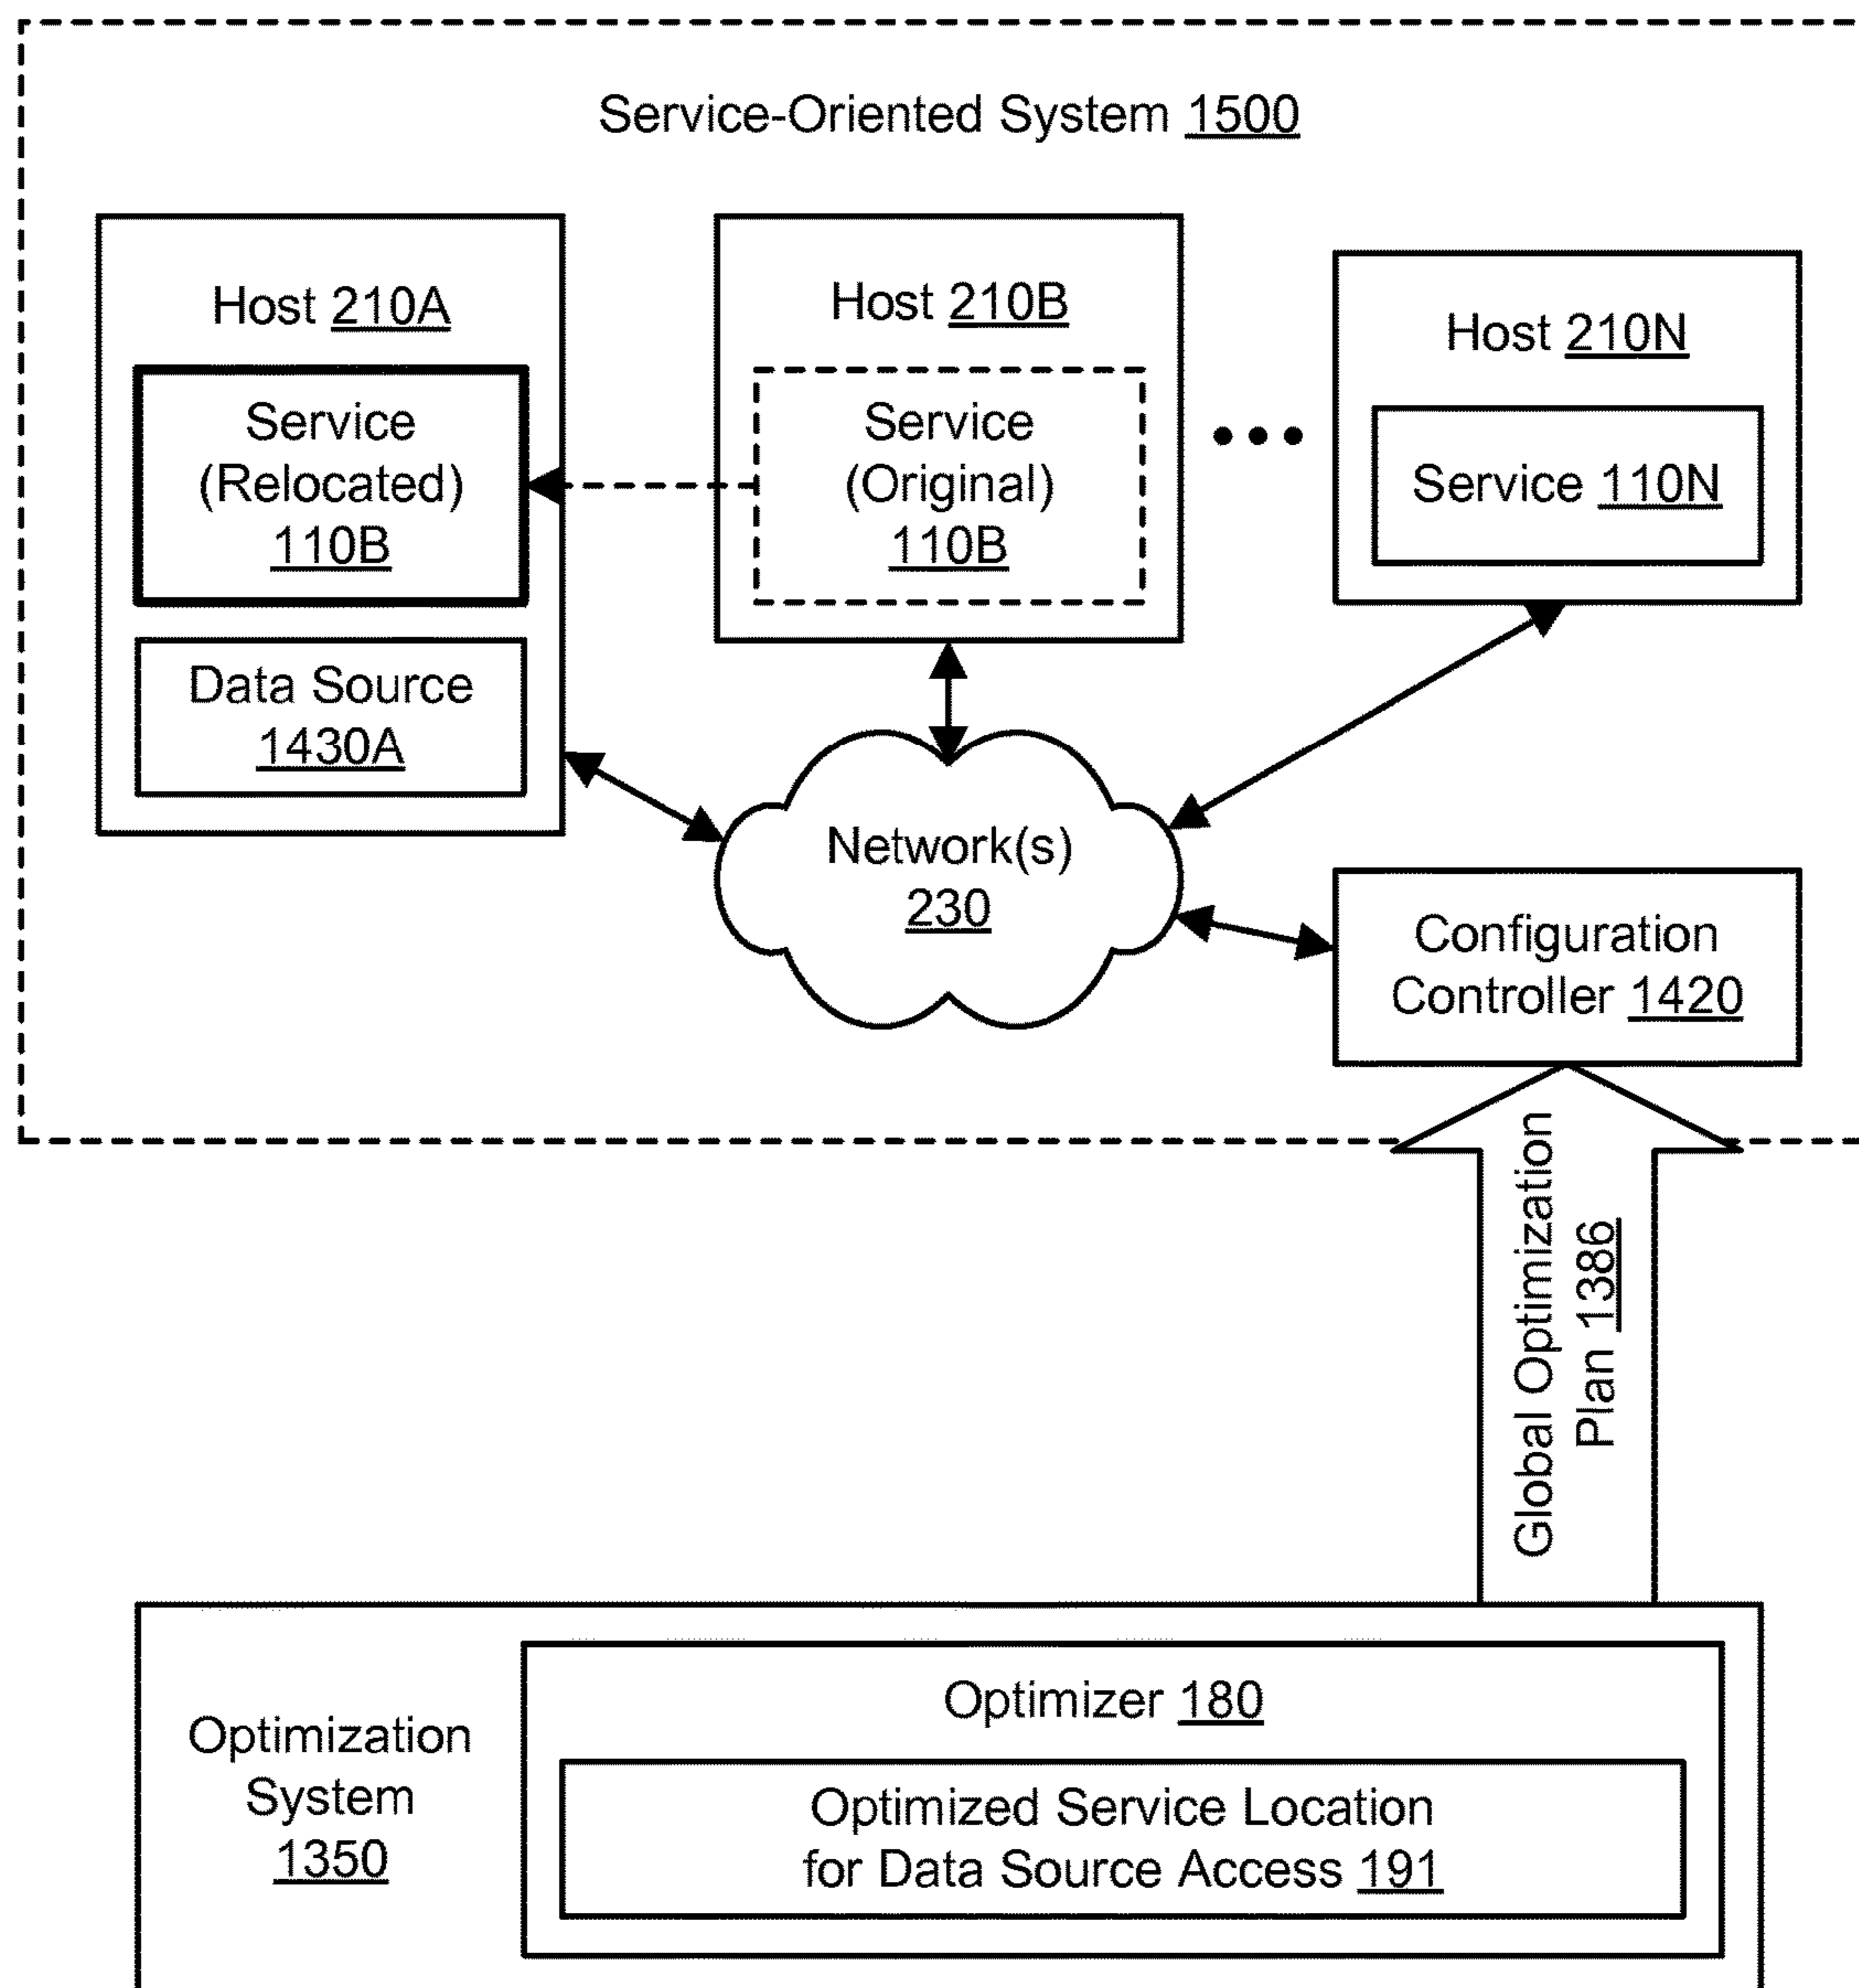 Service-Oriented System 1500
Host 210A
Service
(Relocated)
110B
Data Source
1430A
Host 210B
Service
(Original)
110B
Host 210N
Service 110N
Network(s)
230
Configuration
Controller 1420
Global Optimization
Plan 1386
Optimization
System
1350
Optimizer 180
Optimized Service Location
for Data Source Access 191